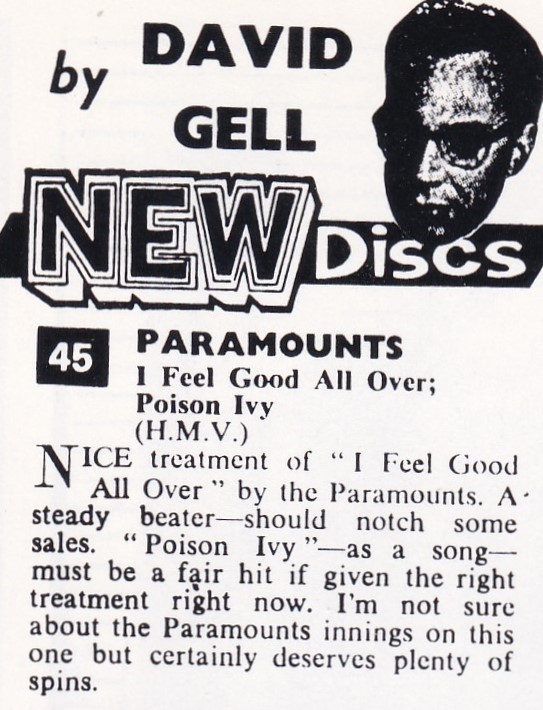 by
DAVID
GELL
NEW Discs
45
PARAMOUNTS
I Feel Good All Over;
Poison Ivy
(H.M.V.)
NICE treatment of “ I Feel Good
All Over ” by the Paramounts. A
steady beater—should notch some
sales. “ Poison Ivy ”—as a song—
must be a fair hit if given the right
treatment right now. I'm not sure
about the Paramounts innings on this
one but certainly deserves plenty of
spins.